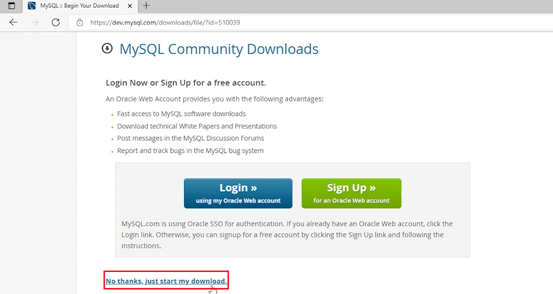 MySQL :: Begin Your Download
https://dev.mysql.com/downloads/file/?id=510039
MySQL Community Downloads
Login Now or Sign Up for a free account.
An Oracle Web Account provides you with the following advantages:
Fast access to MySQL software downloads
Download technical White Papers and Presentations
Post messages in the MySQL Discussion Forums
Report and track bugs in the MySQL bug system
Login »
using my Oracle Web account
Sign Up »
for an Oracle Web account
MySQL.com is using Oracle SSO for authentication. If you already have an Oracle Web account, click the
Login link. Otherwise, you can signup for a free account by clicking the Sign Up link and following the
instructions.
No thanks, just start my download.